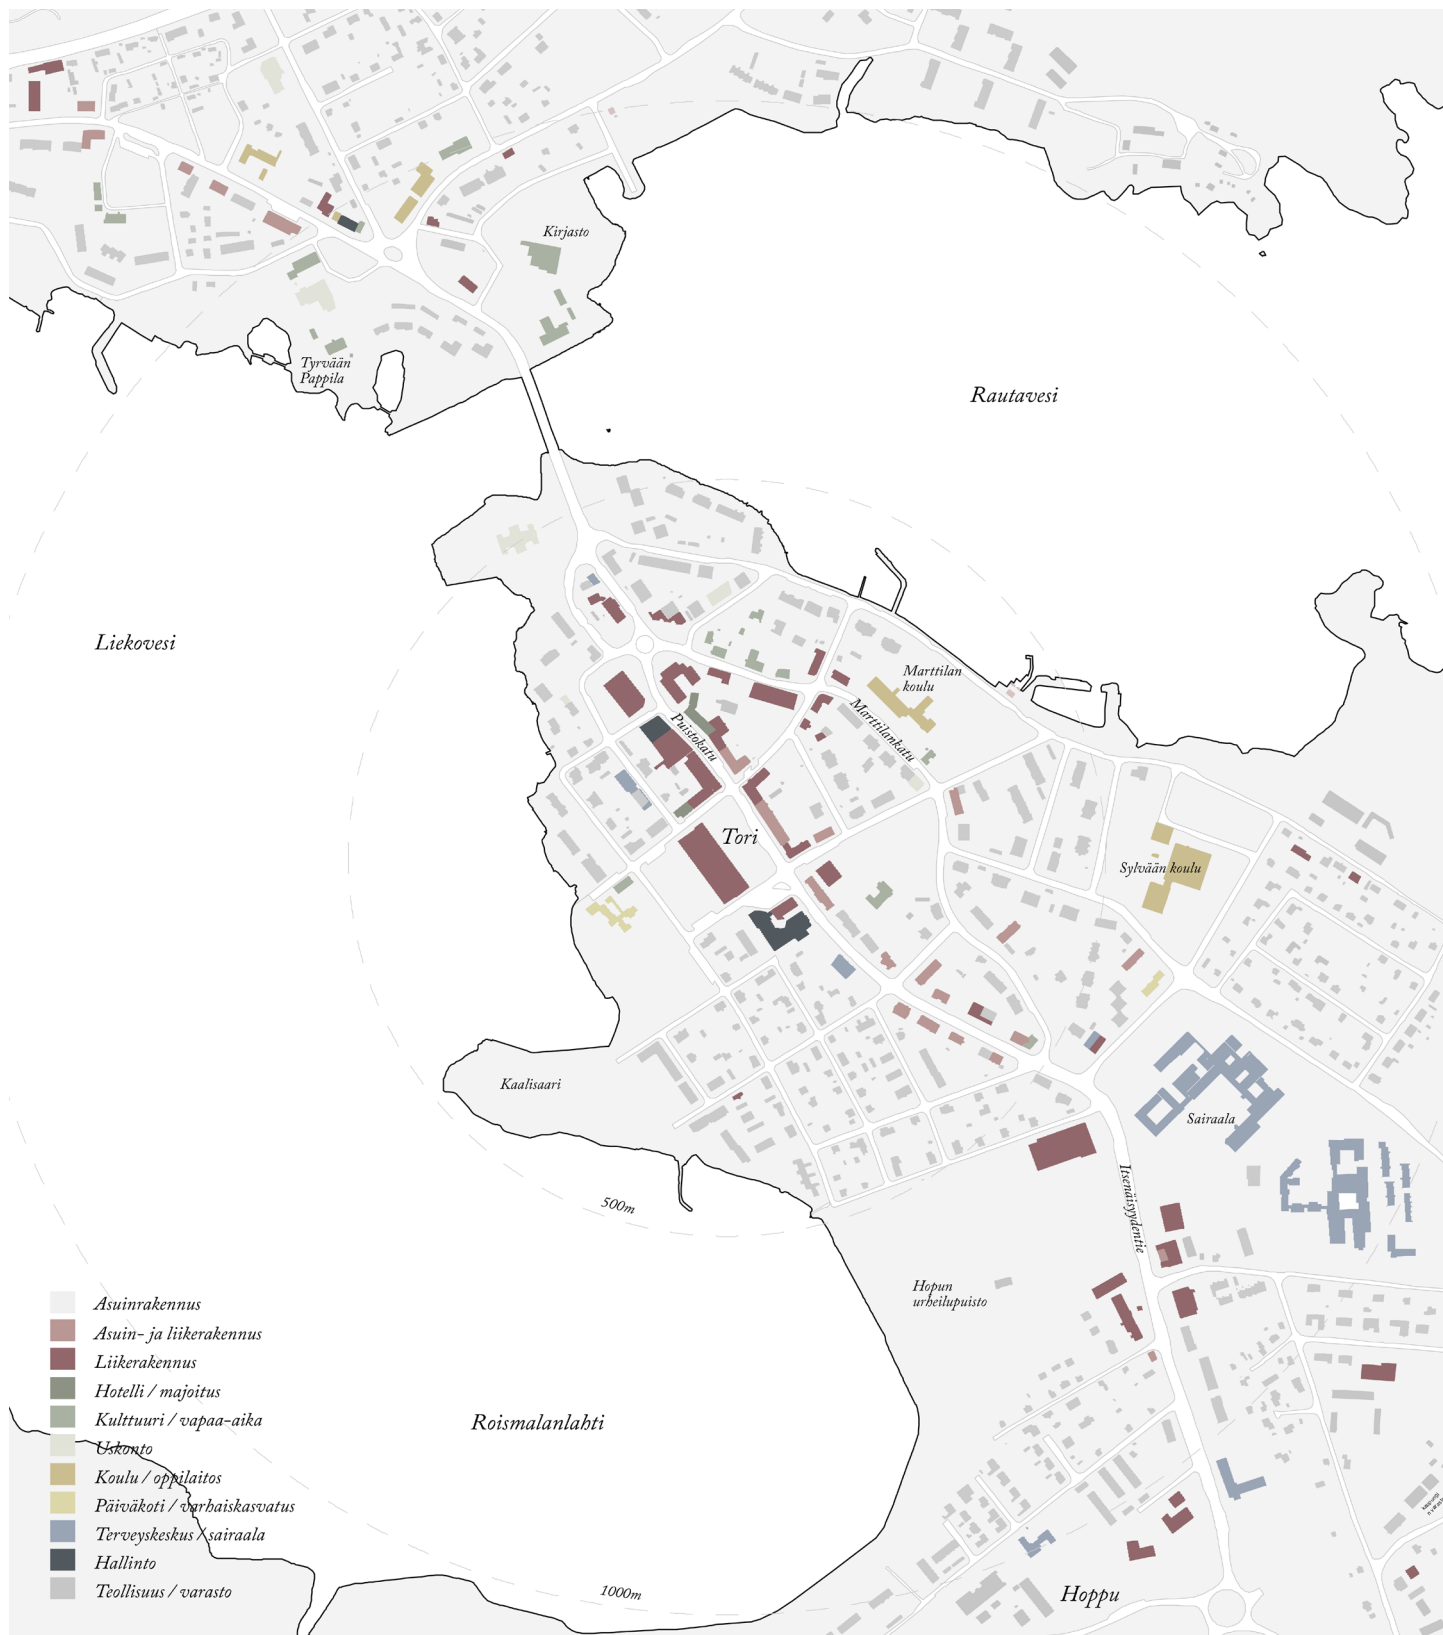 Kirjasto
Tyrvään
Pappila
Rautavesi
Liekovesi
Marttilan
koulu
Puistokatu
Marttilankatu
Tori
Sylvään koulu
Kaalisaari
Sairaala
Itsenäisyydentie
500m
Hopun
urheilupuisto
Asuinrakennus
Asuin- ja liikerakennus
Liikerakennus
Hotelli / majoitus
Kulttuuri / vapaa-aika
Uskonto
Koulu / oppilaitos
Päiväkoti / varhaiskasvatus
Terveyskeskus / sairaala
Hallinto
Teollisuus / varasto
Roismalanlahti
1000m
Hoppu